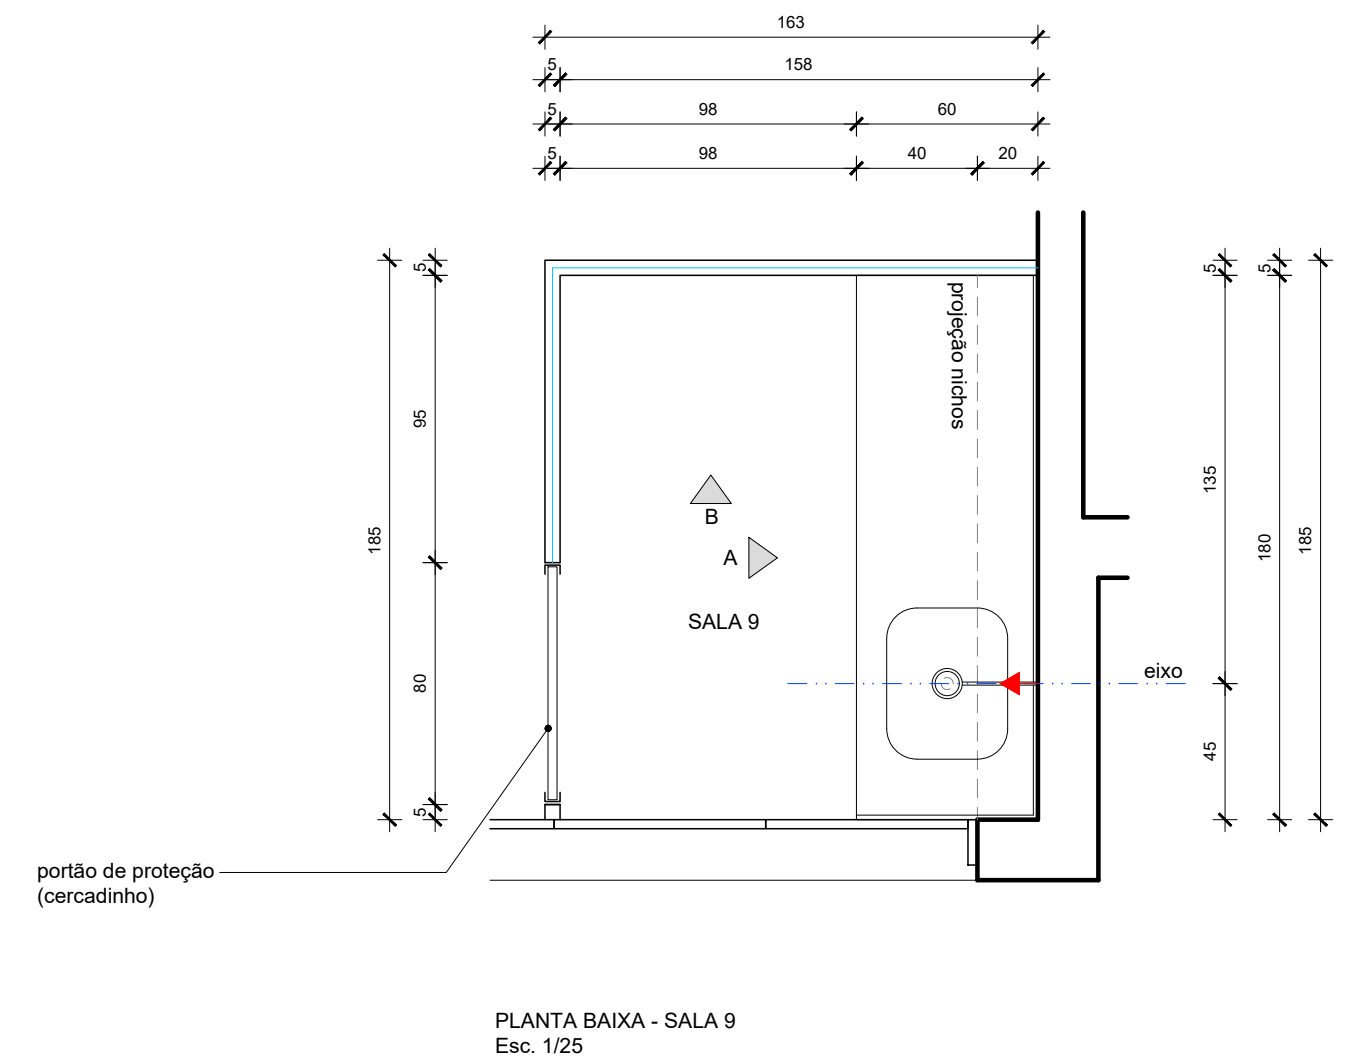 163
5 158
5 98 60
5 98 40 20
5 5 5
projeção nichos
95
135
B
185 180 185
A
SALA 9
eixo
80
45
5
portão de proteção
(cercadinho)
PLANTA BAIXA - SALA 9
Esc. 1/25